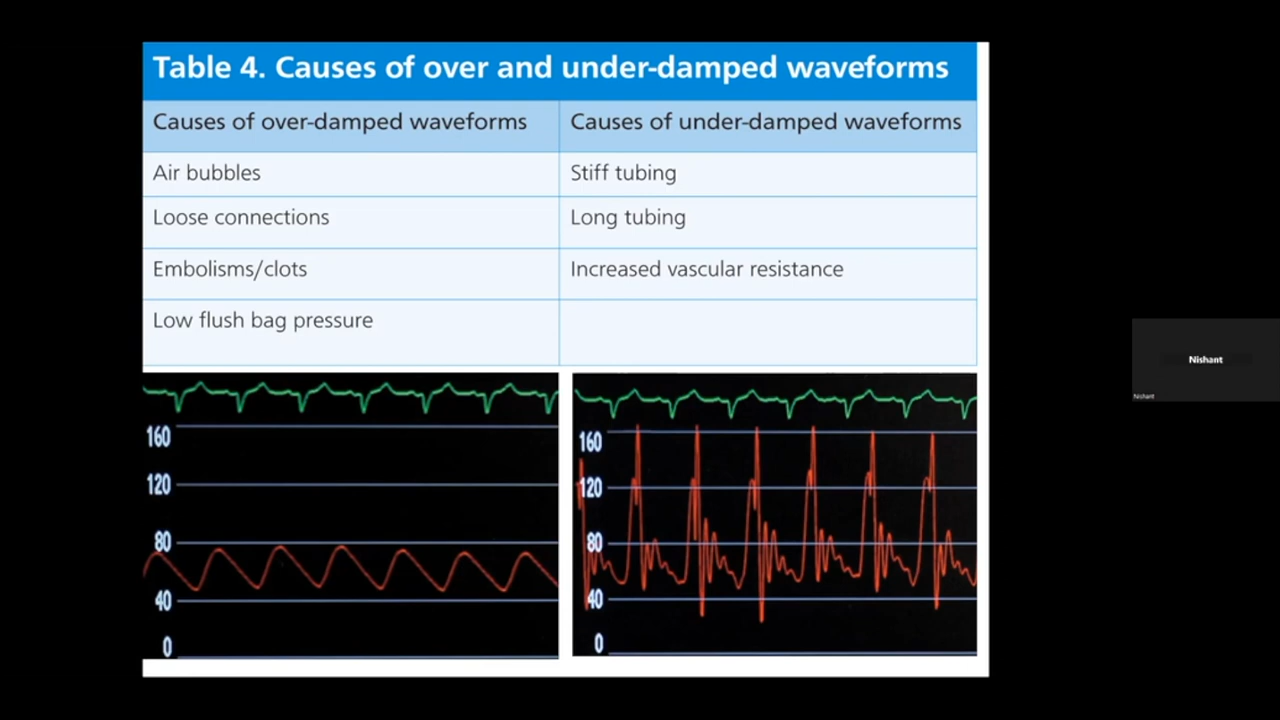 Table 4. Causes of over and under-damped waveforms
Causes of over-damped waveforms
Causes of under-damped waveforms
Air bubbles
Stiff tubing
Loose connections
Long tubing
Embolisms/clots
Increased vascular resistance
Low flush bag pressure
160
120
80
40
0
160
120
80
40
0
Nishant
Nishant